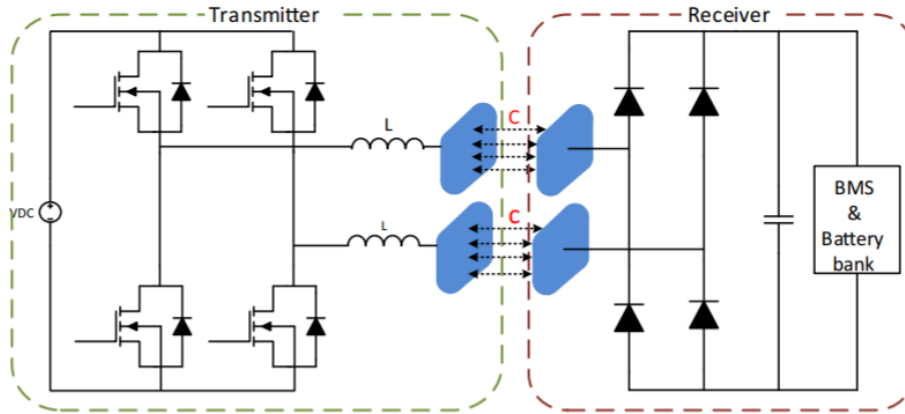 Transmitter
Receiver
C
L
BMS
&
Battery
bank
VDC
C
L